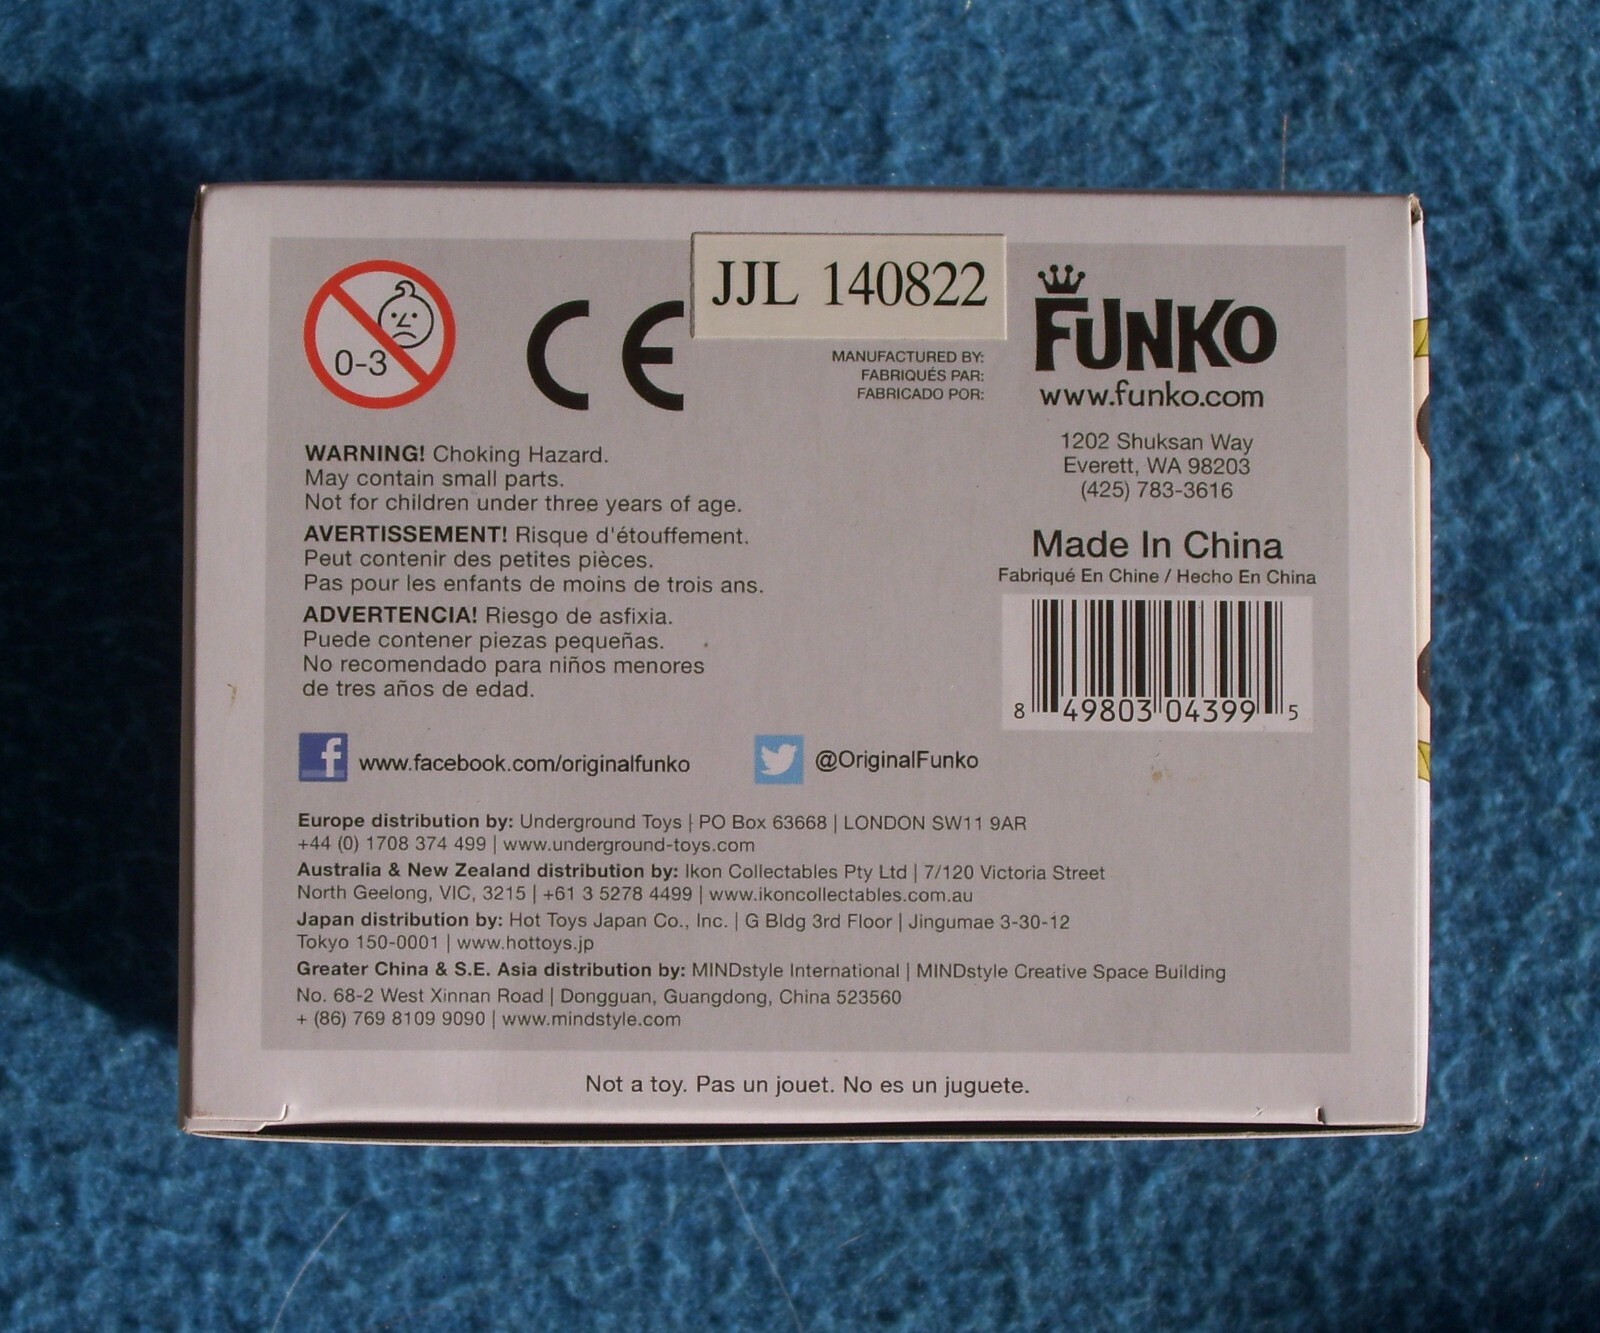 JJL 140822
0-3
CE
MANUFACTURED BY:
FABRIQUÉS PAR:
FABRICADO POR:
FUNKO
www.funko.com
1202 Shuksan Way
Everett, WA 98203
(425) 783-3616
WARNING! Choking Hazard.
May contain small parts.
Not for children under three years of age.
AVERTISSEMENT! Risque d'étouffement.
Peut contenir des petites pièces.
Pas pour les enfants de moins de trois ans.
ADVERTENCIA! Riesgo de asfixia.
Puede contener piezas pequeñas.
No recomendado para niños menores
de tres años de edad.
Made In China
Fabriqué En Chine / Hecho En China
8 49803 04399 5
f www.facebook.com/originalfunko
@OriginalFunko
Europe distribution by: Underground Toys | PO Box 63668 | LONDON SW11 9AR
+44 (0) 1708 374 499 | www.underground-toys.com
Australia & New Zealand distribution by: Ikon Collectables Pty Ltd | 7/120 Victoria Street
North Geelong, VIC, 3215 | +61 3 5278 4499 | www.ikoncollectables.com.au
Japan distribution by: Hot Toys Japan Co., Inc. | G Bldg 3rd Floor | Jingumae 3-30-12
Tokyo 150-0001 | www.hottoys.jp
Greater China & S.E. Asia distribution by: MINDstyle International | MINDstyle Creative Space Building
No. 68-2 West Xinnan Road | Dongguan, Guangdong, China 523560
+ (86) 769 8109 9090 | www.mindstyle.com
Not a toy. Pas un jouet. No es un juguete.